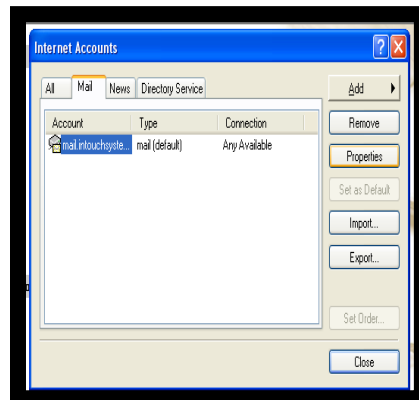 Internet Accounts
All Mail News Directory Service
Add
Account Type Connection
Remove
mail.intouchsyste... mail (default) Any Available
Properties
Set as Default
Import...
Export...
Set Order...
Close